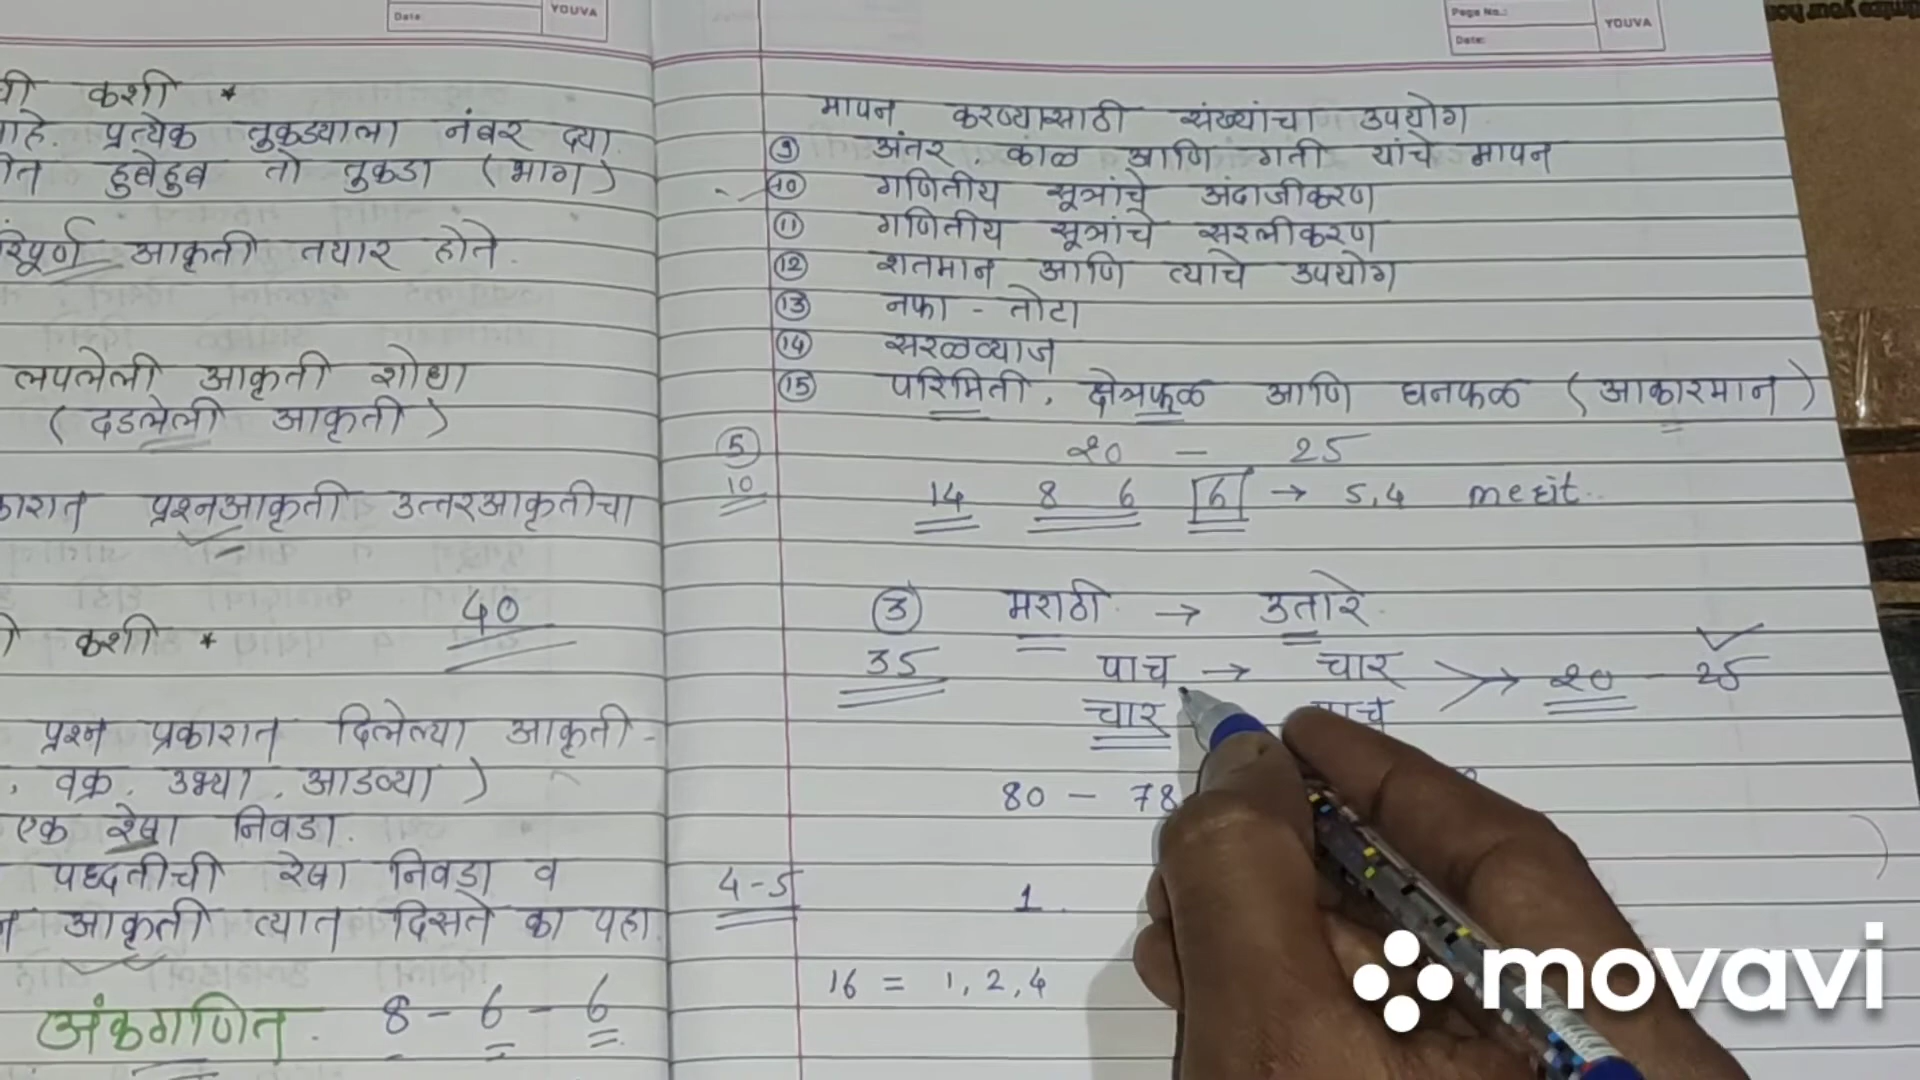 Date
YOUVA
वी कशी *
आहे. प्रत्येक तुकड्याला नंबर द्या.
हुबेहुब तो तुकडा (भाग)
आकृती तयार होते.
लपलेली आकृती शोधा
(दडलेली आकृती)
प्रश्नआकृती उत्तरआकृतीचा
40
कशी *
प्रश्न प्रकारात दिलेल्या आकृती -
, वक्र, उभ्या, आडव्या)
एक रेषा निवडा.
पध्दतीची रेषा निवडा व
आकृती त्यात दिसते का पहा.
अंकगणित. 8 - 6 - 6
Page No.:
Date:
YOUVA
मापन करण्यासाठी संख्यांचा उपयोग
9 अंतर, काळ आणि गती यांचे मापन
10 गणितीय सूत्रांचे अंदाजीकरण
11 गणितीय सूत्रांचे सरलीकरण
12 शतमान आणि त्याचे उपयोग
13 नफा - तोटा
14 सरळव्याज
15 परिमिती, क्षेत्रफळ आणि घनफळ (आकारमान)
5 20 - 25
10 14 8 6 6 → 5,4 merit..
3 मराठी → उतारे.
35 पाच → चार → 20 - 25
चार पाच
80 - 78
4-5 1.
16 = 1, 2, 4
movavi